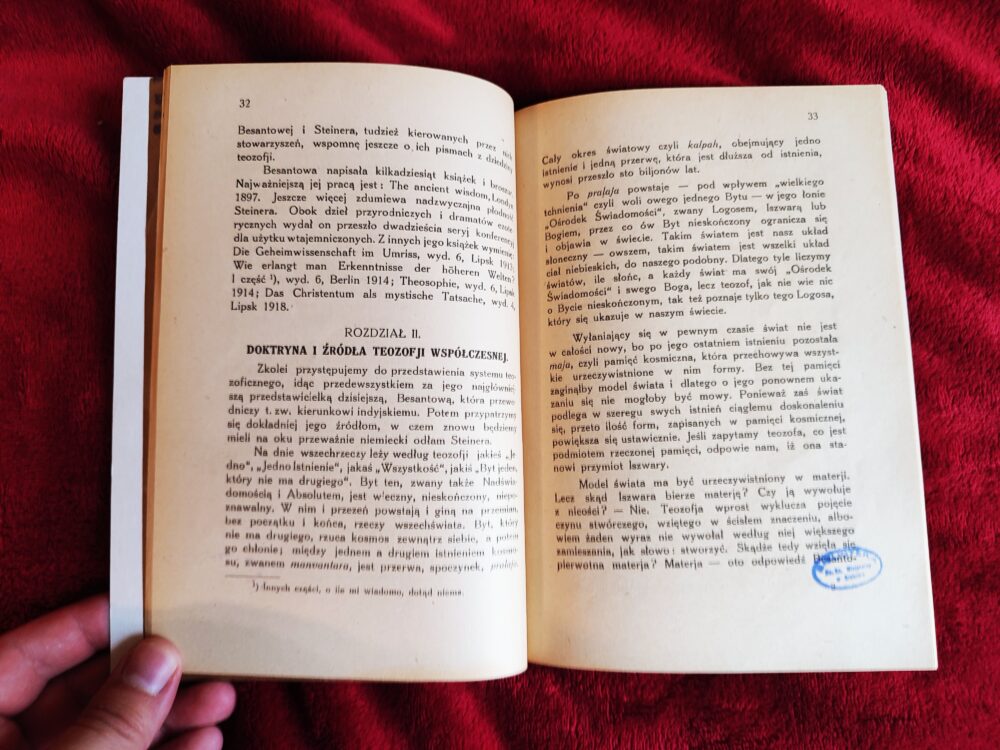 32
Besantowej i Steinera, tudzież kierowanych przez nich
stowarzyszeń, wspomnę jeszcze o ich pismach z dziedziny
teozofji.
Besantowa napisała kilkadziesiąt książek i broszur.
Najważniejszą jej pracą jest : The ancient wisdom, Londyn
1897. Jeszcze więcej zdumiewa nadzwyczajna płodność
Steinera. Obok dzieł przyrodniczych i dramatów ezote-
rycznych wydał on przeszło dwadzieścia seryj konferencyj
dla użytku wtajemniczonych. Z innych jego książek wymienię:
Die Geheimwissenschaft im Umriss, wyd. 6, Lipsk 1913;
Wie erlangt man Erkenntnisse der höheren Welten?
I część ¹), wyd. 6, Berlin 1914; Theosophie, wyd. 6, Lipsk
1914; Das Christentum als mystische Tatsache, wyd. 4,
Lipsk 1918.
ROZDZIAŁ II.
DOKTRYNA I ŹRÓDŁA TEOZOFJI WSPÓŁCZESNEJ.
Zkolei przystępujemy do przedstawienia systemu teo-
zoficznego, idąc przedewszystkiem za jego najgłówniej-
szą przedstawicielką dzisiejszą, Besantową, która przewo-
dniczy t. zw. kierunkowi indyjskiemu. Potem przypatrzymy
się dokładniej jego źródłom, w czem znowu będziemy
mieli na oku przeważnie niemiecki odłam Steinera.
Na dnie wszechrzeczy leży według teozofji jakieś „Je-
dno“, „Jedno Istnienie“, jakaś „Wszystkość“, jakiś „Byt jeden,
który nie ma drugiego“. Byt ten, zwany także Nadświa-
domością i Absolutem, jest wieczny, nieskończony, niepo-
znawalny. W nim i przezeń powstają i giną na przemian,
bez początku i końca, rzeczy wszechświata. Byt, który
nie ma drugiego, rzuca kosmos zewnątrz siebie, a potem
go chłonie; między jednem a drugiem istnieniem kosmo-
su, zwanem manvantura, jest przerwa, spoczynek, pralaja.
¹) Innych części, o ile mi wiadomo, dotąd niema.
33
Cały okres światowy czyli kalpah, obejmujący jedno
istnienie i jedną przerwę, która jest dłuższa od istnienia,
wynosi przeszło sto biljonów lat.
Po pralaja powstaje — pod wpływem „wielkiego
tchnienia“ czyli woli owego jednego Bytu — w jego łonie
„Ośrodek Świadomości“, zwany Logosem, Iszwarą lub
Bogiem, przez co ów Byt nieskończony ogranicza się
i objawia w świecie. Takim światem jest nasz układ
słoneczny — owszem, takim światem jest wszelki układ
ciał niebieskich, do naszego podobny. Dlatego tyle liczymy
światów, ile słońc, a każdy świat ma swój „Ośrodek
Świadomości“ i swego Boga, lecz teozof, jak nie wie nic
o Bycie nieskończonym, tak też poznaje tylko tego Logosa,
który się ukazuje w naszym świecie.
Wyłaniający się w pewnym czasie świat nie jest
w całości nowy, bo po jego ostatniem istnieniu pozostała
maja, czyli pamięć kosmiczna, która przechowywa wszyst-
kie urzeczywistnione w nim formy. Bez tej pamięci
zaginąłby model świata i dlatego o jego ponownem uka-
zaniu się nie mogłoby być mowy. Ponieważ zaś świat
podlega w szeregu swych istnień ciągłemu doskonaleniu
się, przeto ilość form, zapisanych w pamięci kosmicznej,
powiększa się ustawicznie. Jeśli zapytamy teozofa, co jest
podmiotem rzeczonej pamięci, odpowie nam, iż ona sta-
nowi przymiot Iszwary.
Model świata ma być urzeczywistniony w materji.
Lecz skąd Iszwara bierze materję? Czy ją wywołuje
z nicości? — Nie. Teozofja wprost wyklucza pojęcie
czynu stwórczego, wziętego w ścisłem znaczeniu, albo-
wiem żaden wyraz nie wywołał według niej większego
zamieszania, jak słowo : stworzyć. Skądże tedy wzięła się
pierwotna materja? Materja — oto odpowiedź Besanto-